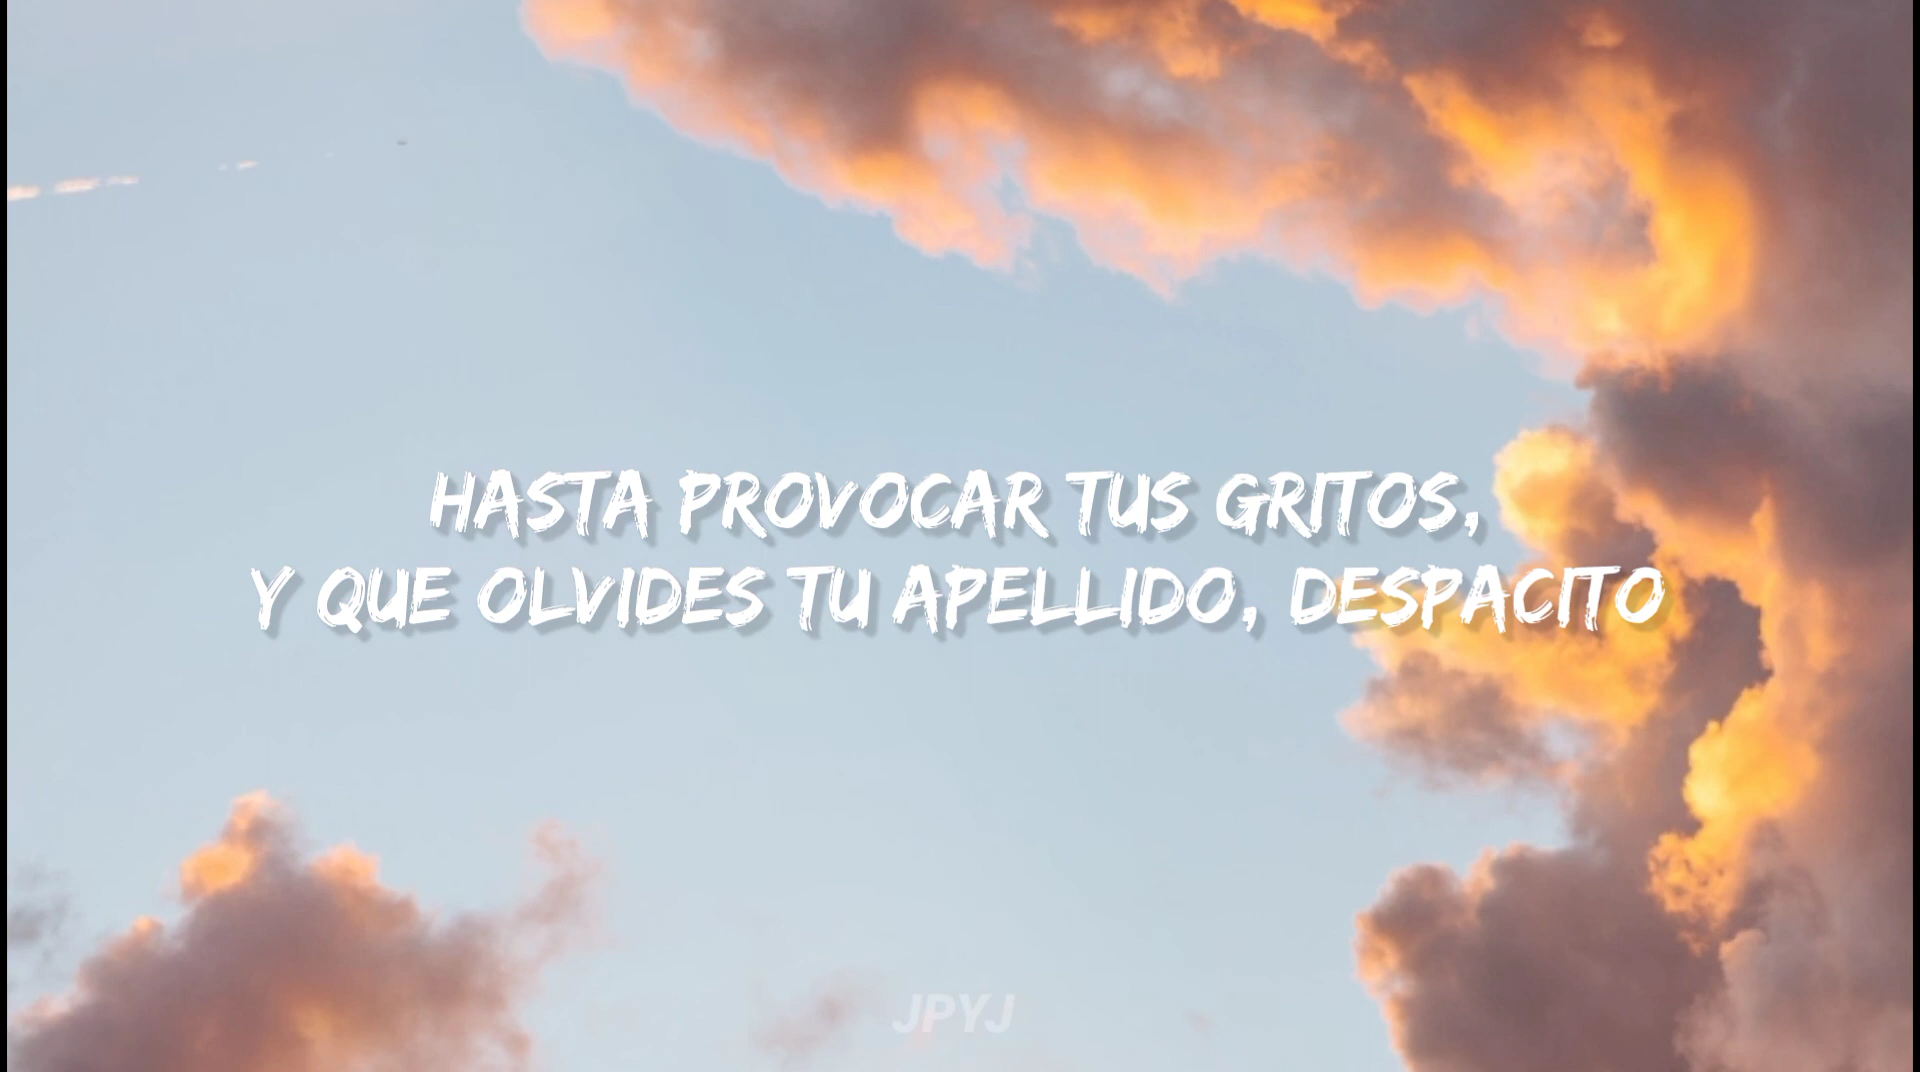 HASTA PROVOCAR TUS GRITOS,
Y QUE OLVIDES TU APELLIDO, DESPACITO
JPYJ